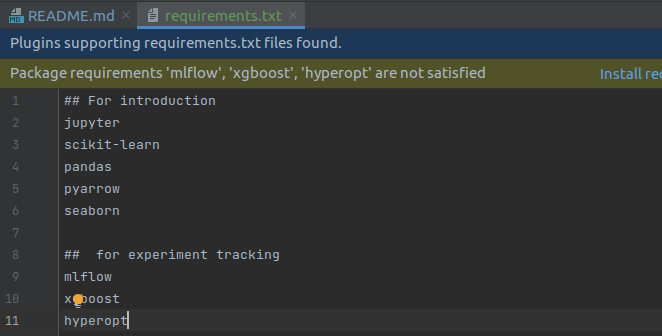 README.md
requirements.txt
Plugins supporting requirements.txt files found.
Package requirements 'mlflow', 'xgboost', 'hyperopt' are not satisfied
Install rec
1 ## For introduction
2 jupyter
3 scikit-learn
4 pandas
5 pyarrow
6 seaborn
7
8 ##  for experiment tracking
9 mlflow
10 xgboost
11 hyperopt